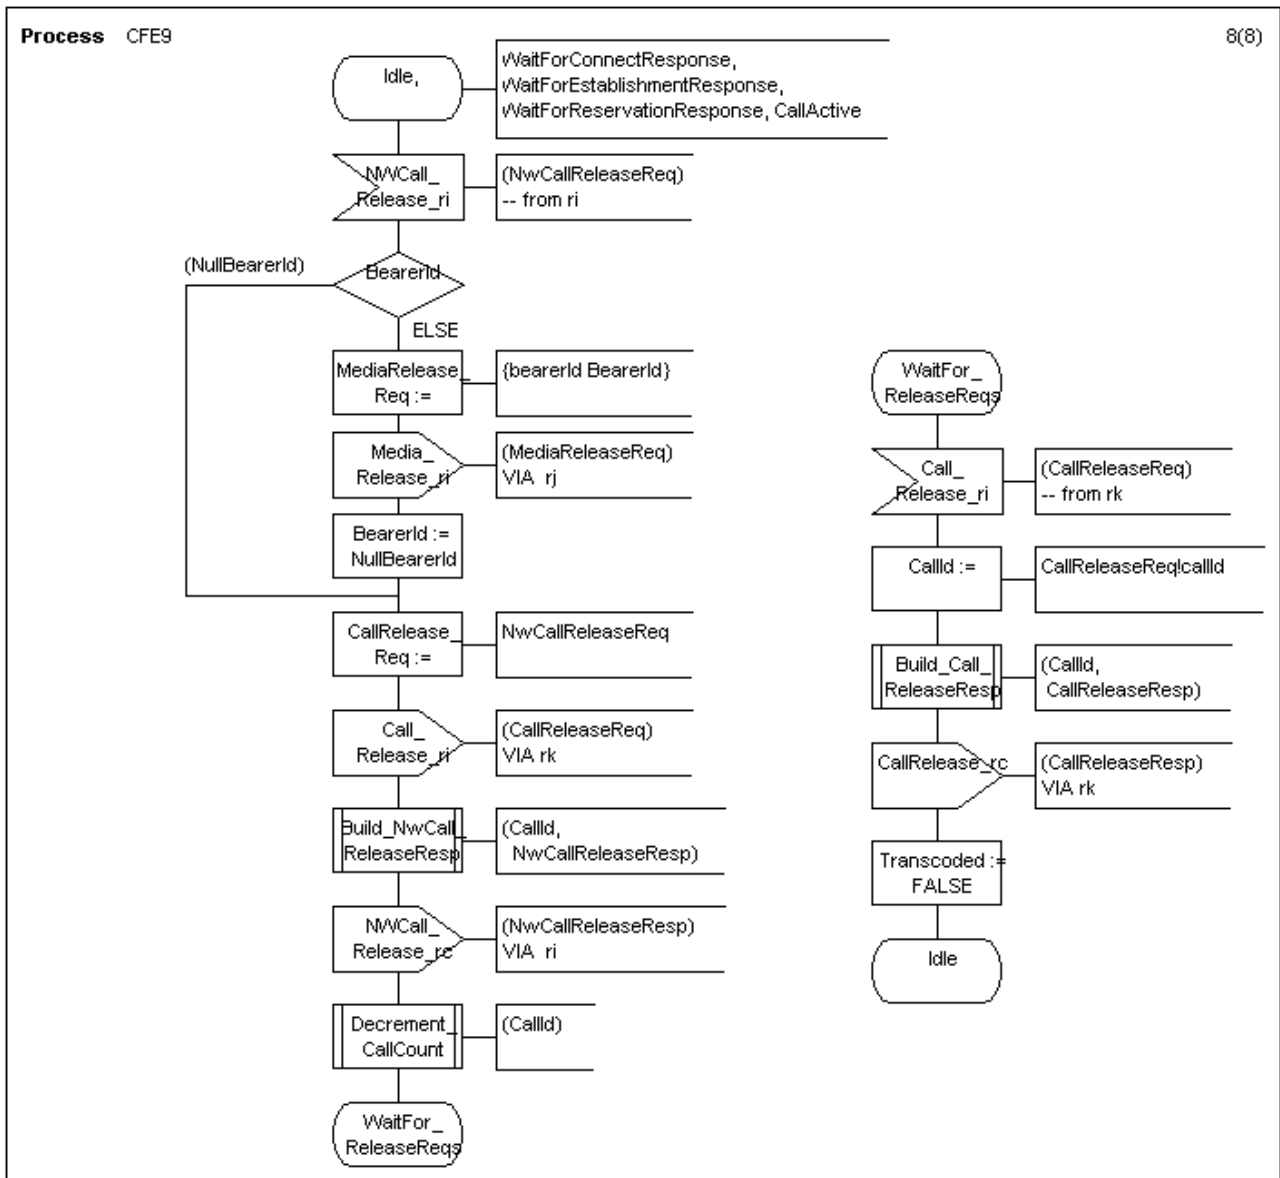 Process CFE9
8(8)
Idle,
WaitForConnectResponse,
WaitForEstablishmentResponse,
WaitForReservationResponse, CallActive
NWCall_
Release_ri
(NwCallReleaseReq)
-- from ri
(NullBearerId)
BearerId
ELSE
MediaRelease_
Req :=
{bearerId BearerId}
Media_
Release_ri
(MediaReleaseReq)
VIA rj
BearerId :=
NullBearerId
CallRelease_
Req :=
NwCallReleaseReq
Call_
Release_ri
(CallReleaseReq)
VIA rk
Build_NwCall_
ReleaseResp
(CallId,
NwCallReleaseResp)
NWCall_
Release_rc
(NwCallReleaseResp)
VIA ri
Decrement_
CallCount
(CallId)
WaitFor_
ReleaseReqs
WaitFor_
ReleaseReqs
Call_
Release_ri
(CallReleaseReq)
-- from rk
CallId :=
CallReleaseReq!callId
Build_Call_
ReleaseResp
(CallId,
CallReleaseResp)
CallRelease_rc
(CallReleaseResp)
VIA rk
Transcoded :=
FALSE
Idle